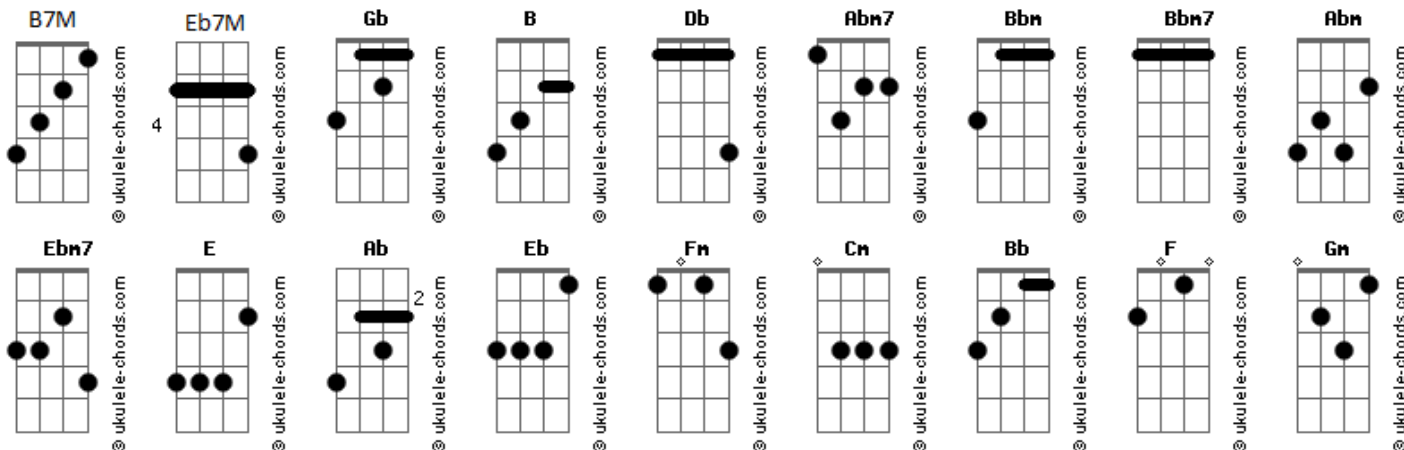 B7M Eb7M Gb B Db Abm7 Bbm Bbm7 Abm
4
© ukulele-chords.com © ukulele-chords.com © ukulele-chords.com © ukulele-chords.com © ukulele-chords.com © ukulele-chords.com © ukulele-chords.com © ukulele-chords.com © ukulele-chords.com
Ebm7 E Ab Eb Fm Cm Bb F Gm
2
© ukulele-chords.com © ukulele-chords.com © ukulele-chords.com © ukulele-chords.com © ukulele-chords.com © ukulele-chords.com © ukulele-chords.com © ukulele-chords.com © ukulele-chords.com